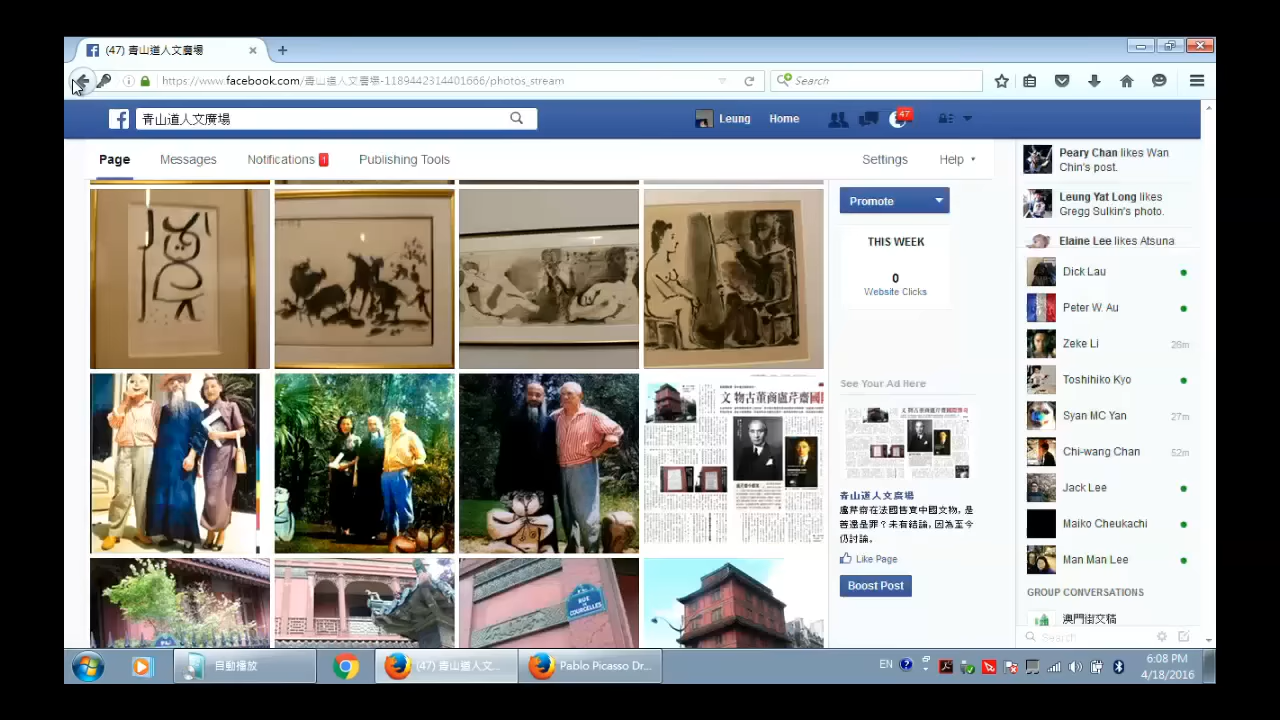 (47) 青山道人文廣場
https://www.facebook.com/青山道人文廣場-1189442314401666/photos_stream
Search
青山道人文廣場
Leung
Home
47
Page
Messages
Notifications 1
Publishing Tools
Settings
Help
Promote
THIS WEEK
0
Website Clicks
See Your Ad Here
青山道人文廣場
盧芹齋在法國售賣中國文物, 是
善還是罪? 未有結論, 因為至今
仍討論。
Like Page
Boost Post
文物古董商盧芹齋國
RUE
DE
COURCELLES
Peary Chan likes Wan
Chin's post.
Leung Yat Long likes
Gregg Sulkin's photo.
Elaine Lee likes Atsuna
Dick Lau
Peter W. Au
Zeke Li 26m
Toshihiko Kyo
Syan MC Yan 27m
Chi-wang Chan 52m
Jack Lee
Maiko Cheukachi
Man Man Lee
GROUP CONVERSATIONS
澳門街交稿
Search
自動播放
(47) 青山道人文...
Pablo Picasso Dr...
EN
6:08 PM
4/18/2016